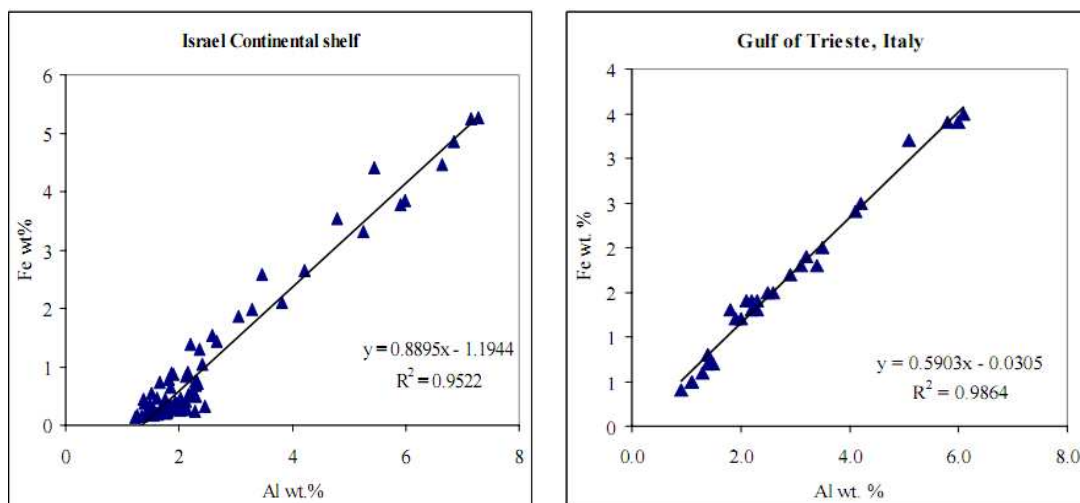 Israel Continental shelf
6
5
4
3
2
1
0
Fe wt%
y = 0.8895x - 1.1944
R² = 0.9522
0 2 4 6 8
Al wt.%
Gulf of Trieste, Italy
4
4
3
3
2
2
1
1
0
Fe wt. %
y = 0.5903x - 0.0305
R² = 0.9864
0.0 2.0 4.0 6.0 8.0
Al wt. %